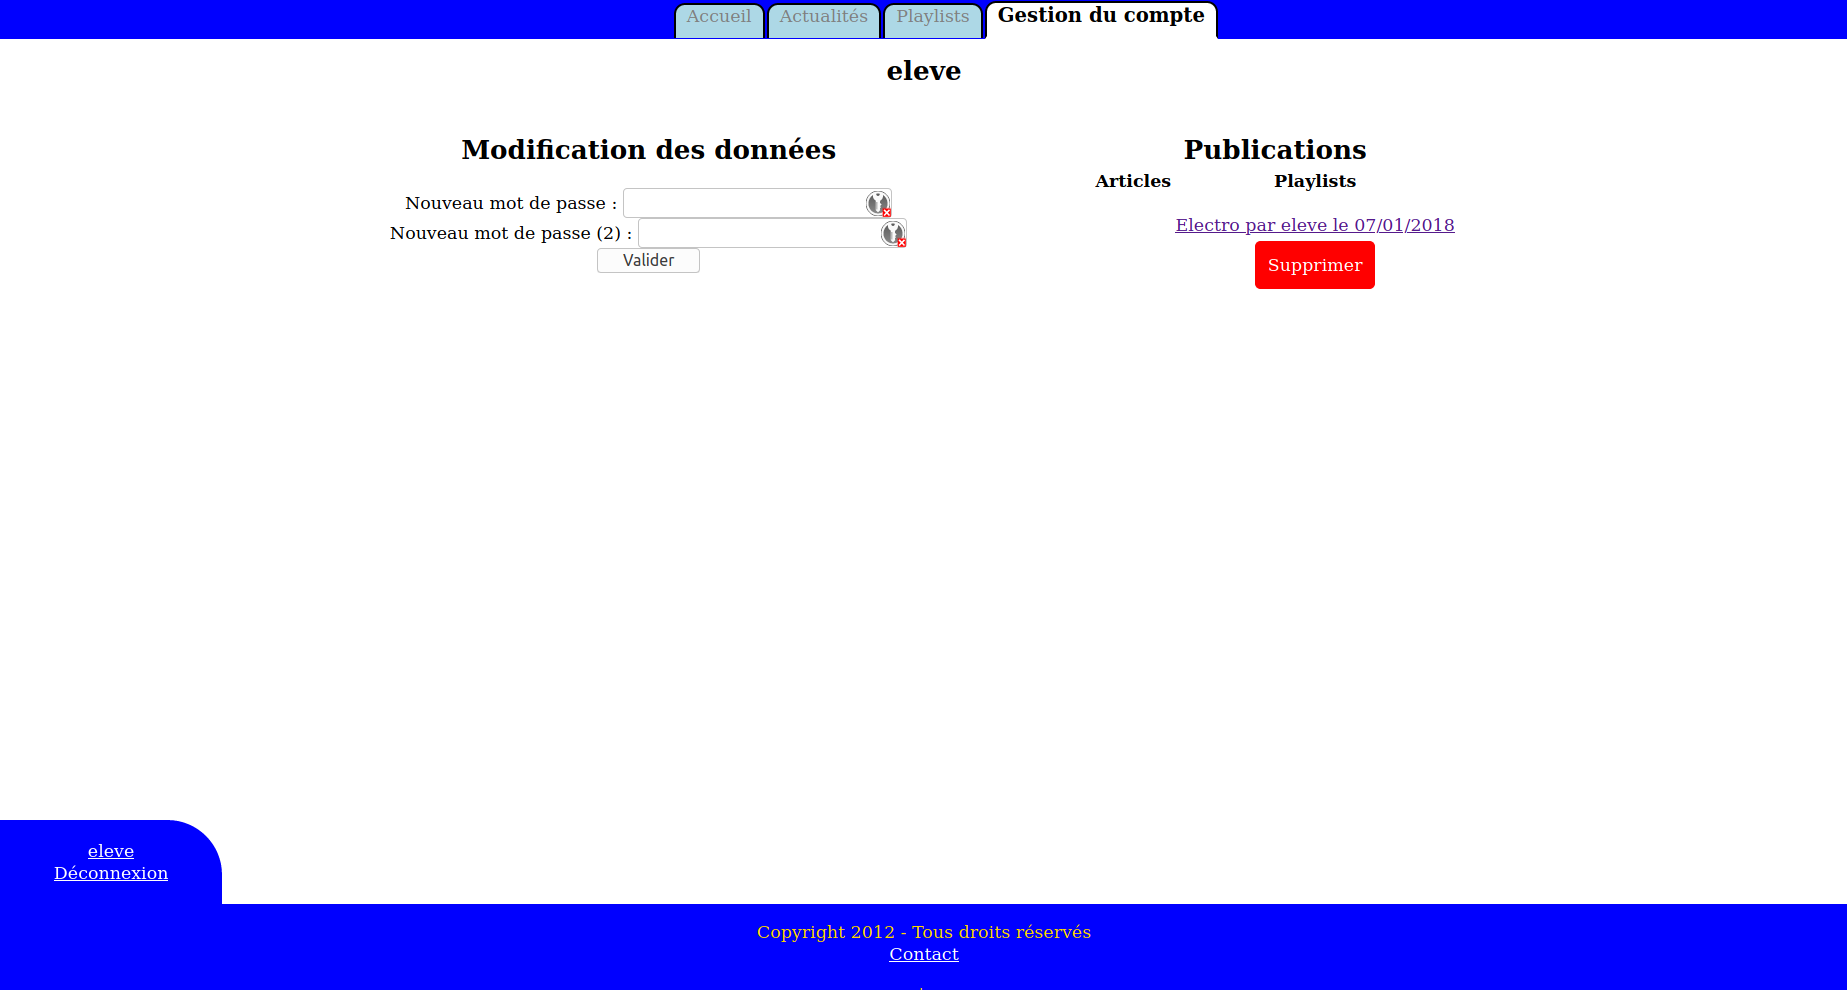 Accueil Actualités Playlists Gestion du compte
eleve
Modification des données
Nouveau mot de passe :
Nouveau mot de passe (2) :
Valider
Publications
Articles Playlists
Electro par eleve le 07/01/2018
Supprimer
eleve
Déconnexion
Copyright 2012 - Tous droits réservés
Contact